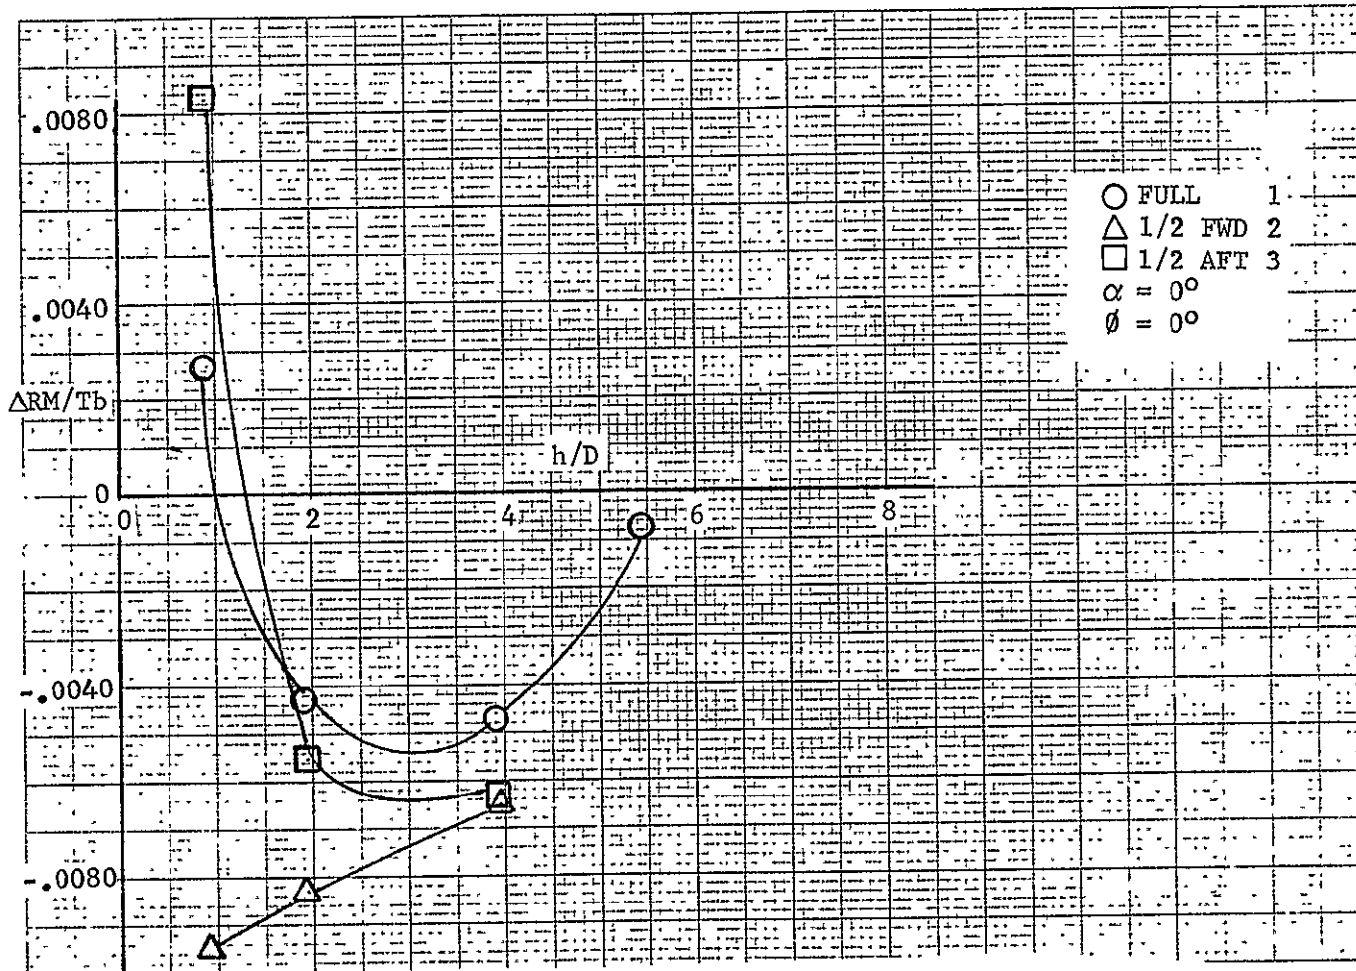 .0080
○ FULL 1
△ 1/2 FWD 2
□ 1/2 AFT 3
α = 0°
Ø = 0°
.0040
ΔRM/Tb
h/D
0
0 2 4 6 8
-.0040
-.0080